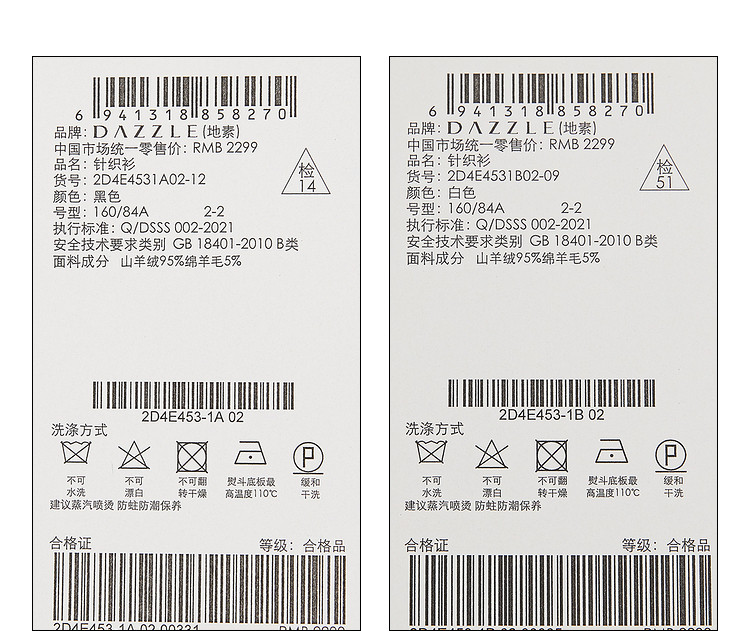 6 941318 858270
品牌: DAZZLE(地素)
中国市场统一零售价: RMB 2299
品名: 针织衫
货号: 2D4E4531A02-12
颜色: 黑色
号型: 160/84A 2-2
执行标准: Q/DSSS 002-2021
安全技术要求类别 GB 18401-2010 B类
面料成分 山羊绒95%绵羊毛5%
检
14
2D4E453-1A 02
洗涤方式
P
不可 不可 不可翻 熨斗底板最 缓和
水洗 漂白 转干燥 高温度110℃ 干洗
建议蒸汽喷烫 防蛀防潮保养
合格证 等级: 合格品
2D4E453-1A 02 00331 RMB 2299
6 941318 858270
品牌: DAZZLE(地素)
中国市场统一零售价: RMB 2299
品名: 针织衫
货号: 2D4E4531B02-09
颜色: 白色
号型: 160/84A 2-2
执行标准: Q/DSSS 002-2021
安全技术要求类别 GB 18401-2010 B类
面料成分 山羊绒95%绵羊毛5%
检
51
2D4E453-1B 02
洗涤方式
P
不可 不可 不可翻 熨斗底板最 缓和
水洗 漂白 转干燥 高温度110℃ 干洗
建议蒸汽喷烫 防蛀防潮保养
合格证 等级: 合格品